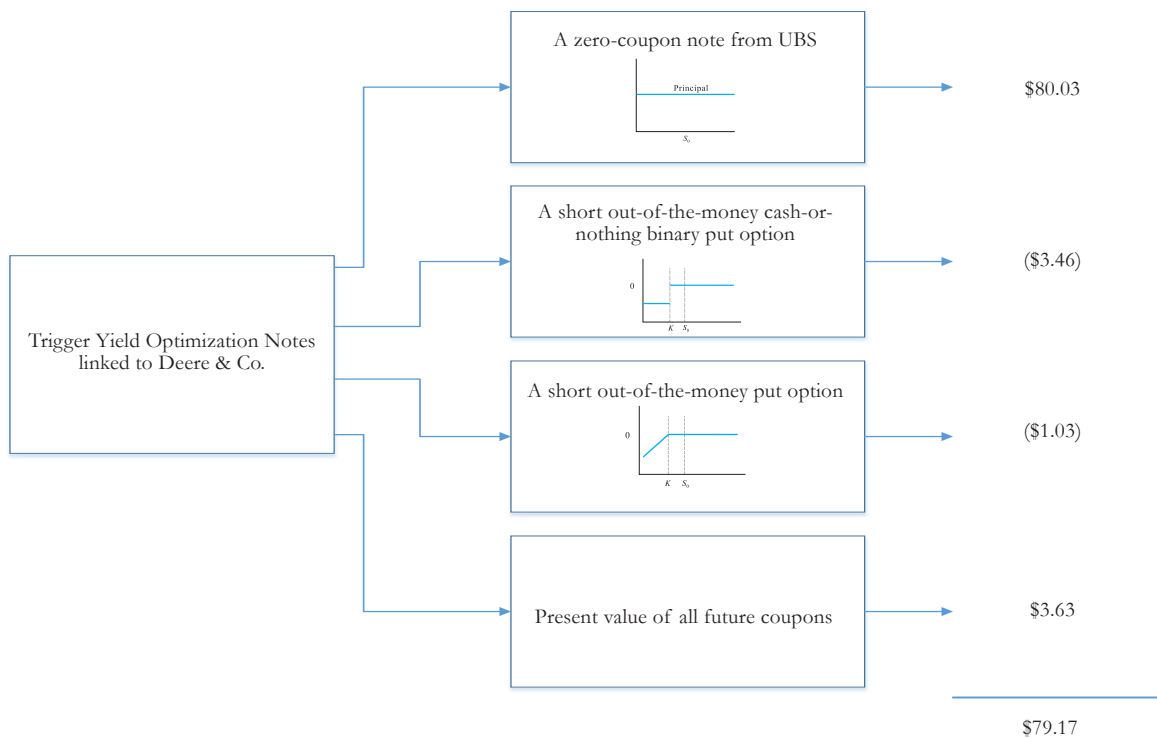 Trigger Yield Optimization Notes
linked to Deere & Co.
A zero-coupon note from UBS
Principal
S₀
$80.03
A short out-of-the-money cash-or-
nothing binary put option
0
K S₀
($3.46)
A short out-of-the-money put option
0
K S₀
($1.03)
Present value of all future coupons
$3.63
$79.17